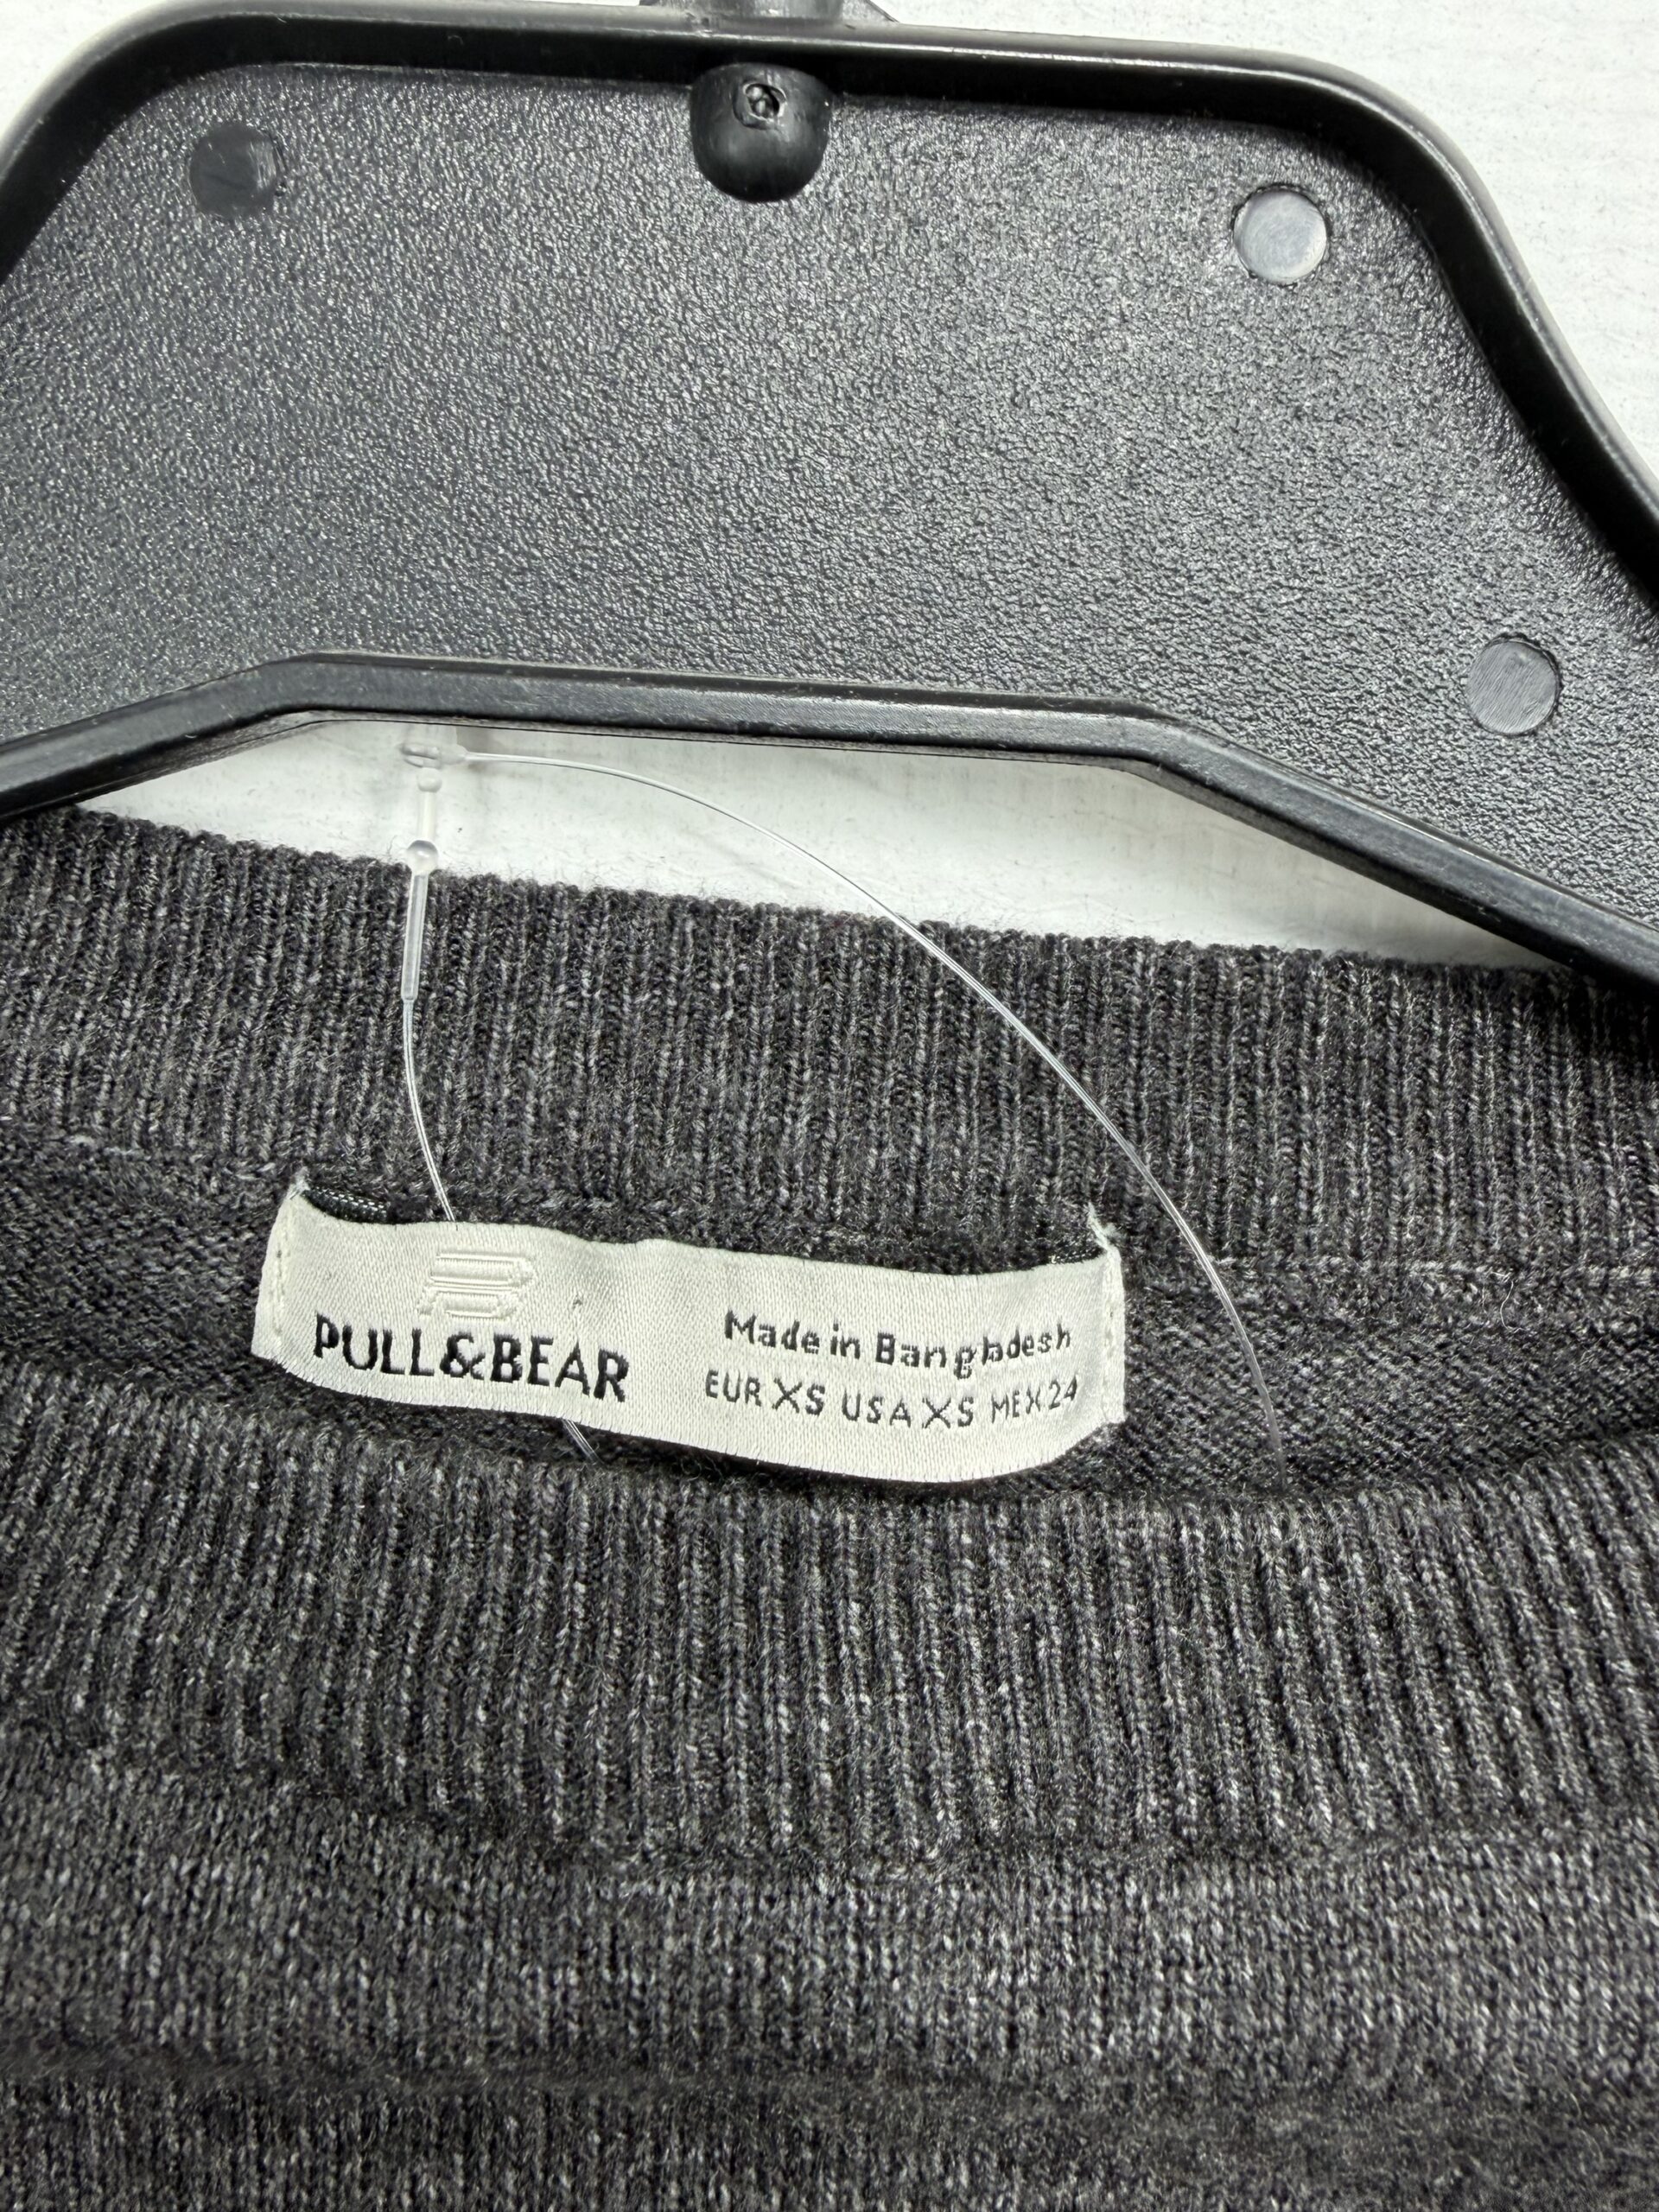 PULL&BEAR
Made in Bangladesh
EUR XS USA XS MEX 24